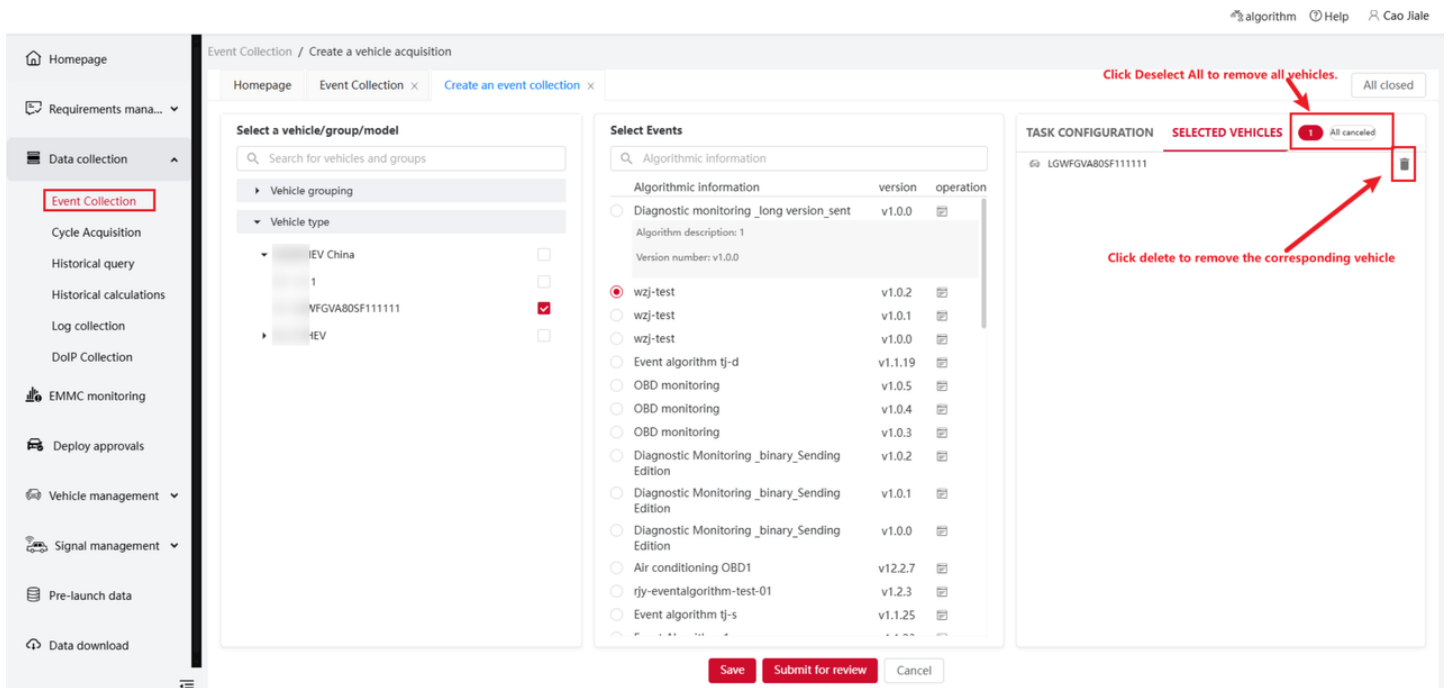 algorithm Help Cao Jiale
Homepage
Requirements mana...
Data collection
Event Collection
Cycle Acquisition
Historical query
Historical calculations
Log collection
DoIP Collection
EMMC monitoring
Deploy approvals
Vehicle management
Signal management
Pre-launch data
Data download
Event Collection / Create a vehicle acquisition
Homepage Event Collection × Create an event collection ×
Click Deselect All to remove all vehicles.
All closed
Select a vehicle/group/model
Search for vehicles and groups
Vehicle grouping
Vehicle type
IEV China
1
WFGVA80SF111111
HEV
Select Events
Algorithmic information
Algorithmic information version operation
Diagnostic monitoring _long version_sent v1.0.0
Algorithm description: 1
Version number: v1.0.0
wzj-test v1.0.2
wzj-test v1.0.1
wzj-test v1.0.0
Event algorithm tj-d v1.1.19
OBD monitoring v1.0.5
OBD monitoring v1.0.4
OBD monitoring v1.0.3
Diagnostic Monitoring _binary_Sending v1.0.2
Edition
Diagnostic Monitoring _binary_Sending v1.0.1
Edition
Diagnostic Monitoring _binary_Sending v1.0.0
Edition
Air conditioning OBD1 v12.2.7
rjy-eventalgorithm-test-01 v1.2.3
Event algorithm tj-s v1.1.25
TASK CONFIGURATION SELECTED VEHICLES 1 All canceled
LGWFGVA80SF111111
Click delete to remove the corresponding vehicle
Save Submit for review Cancel